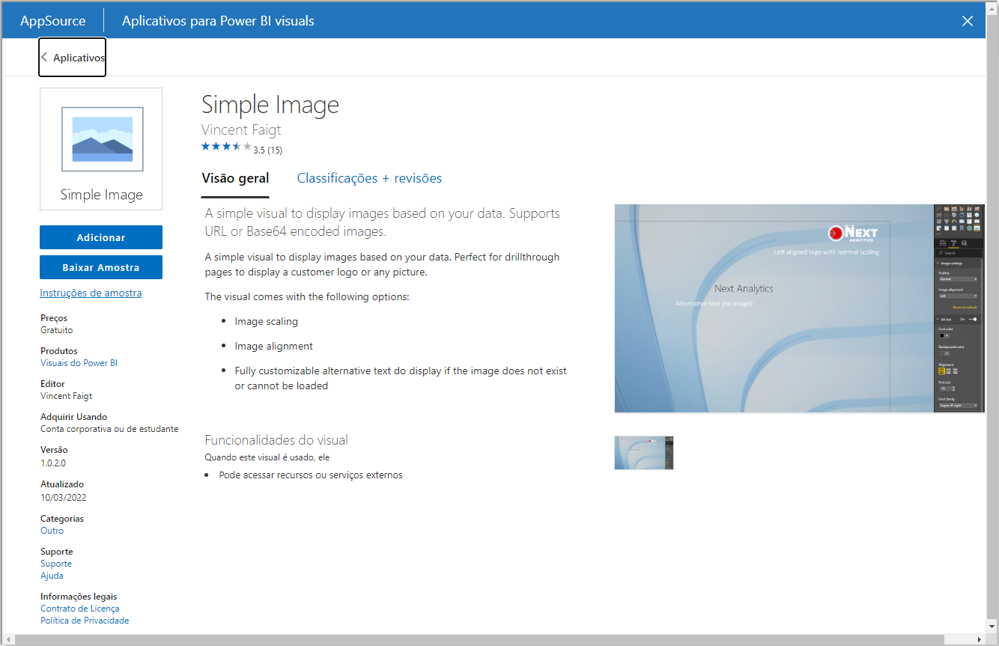 AppSource
Aplicativos para Power BI visuals
Aplicativos
Simple Image
Adicionar
Baixar Amostra
Instruções de amostra
Preços
Gratuito
Produtos
Visuais do Power BI
Editor
Vincent Faigt
Adquirir Usando
Conta corporativa ou de estudante
Versão
1.0.2.0
Atualizado
10/03/2022
Categorias
Outro
Suporte
Suporte
Ajuda
Informações legais
Contrato de Licença
Política de Privacidade
Simple Image
Vincent Faigt
3.5 (15)
Visão geral
Classificações + revisões
A simple visual to display images based on your data. Supports
URL or Base64 encoded images.
A simple visual to display images based on your data. Perfect for drillthrough
pages to display a customer logo or any picture.
The visual comes with the following options:
• Image scaling
• Image alignment
• Fully customizable alternative text do display if the image does not exist
or cannot be loaded
Funcionalidades do visual
Quando este visual é usado, ele
• Pode acessar recursos ou serviços externos
NEXT
ANALYTICS
Left aligned logo with normal scaling
Next Analytics
Alternative text (no image)
Search
Image settings
Scaling
Normal
Image alignment
Left
Revert to default
Alt text
On
Font color
Background color
Alignment
Text size
Font family
Segoe UI Light